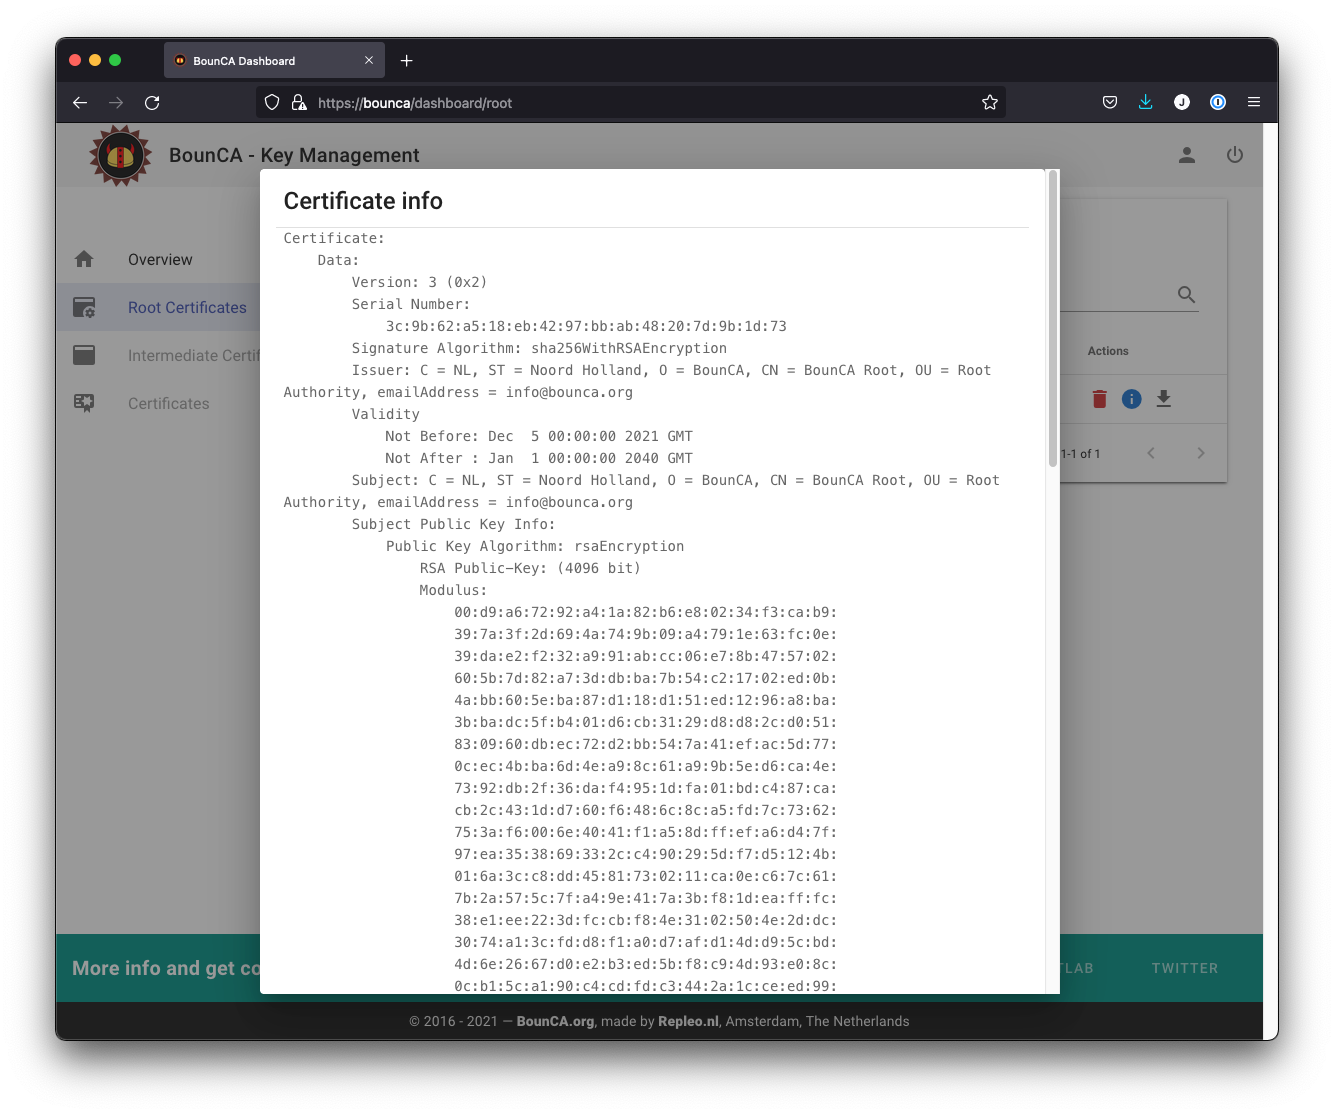 BounCA Dashboard
https://bounca/dashboard/root
J
BounCA - Key Management
Overview
Root Certificates
Intermediate Certif
Certificates
Certificate info
Certificate:
Data:
Version: 3 (0x2)
Serial Number:
3c:9b:62:a5:18:eb:42:97:bb:ab:48:20:7d:9b:1d:73
Signature Algorithm: sha256WithRSAEncryption
Issuer: C = NL, ST = Noord Holland, O = BounCA, CN = BounCA Root, OU = Root
Authority, emailAddress = info@bounca.org
Validity
Not Before: Dec  5 00:00:00 2021 GMT
Not After : Jan  1 00:00:00 2040 GMT
Subject: C = NL, ST = Noord Holland, O = BounCA, CN = BounCA Root, OU = Root
Authority, emailAddress = info@bounca.org
Subject Public Key Info:
Public Key Algorithm: rsaEncryption
RSA Public-Key: (4096 bit)
Modulus:
00:d9:a6:72:92:a4:1a:82:b6:e8:02:34:f3:ca:b9:
39:7a:3f:2d:69:4a:74:9b:09:a4:79:1e:63:fc:0e:
39:da:e2:f2:32:a9:91:ab:cc:06:e7:8b:47:57:02:
60:5b:7d:82:a7:3d:db:ba:7b:54:c2:17:02:ed:0b:
4a:bb:60:5e:ba:87:d1:18:d1:51:ed:12:96:a8:ba:
3b:ba:dc:5f:b4:01:d6:cb:31:29:d8:d8:2c:d0:51:
83:09:60:db:ec:72:d2:bb:54:7a:41:ef:ac:5d:77:
0c:ec:4b:ba:6d:4e:a9:8c:61:a9:9b:5e:d6:ca:4e:
73:92:db:2f:36:da:f4:95:1d:fa:01:bd:c4:87:ca:
cb:2c:43:1d:d7:60:f6:48:6c:8c:a5:fd:7c:73:62:
75:3a:f6:00:6e:40:41:f1:a5:8d:ff:ef:a6:d4:7f:
97:ea:35:38:69:33:2c:c4:90:29:5d:f7:d5:12:4b:
01:6a:3c:c8:dd:45:81:73:02:11:ca:0e:c6:7c:61:
7b:2a:57:5c:7f:a4:9e:41:7a:3b:f8:1d:ea:ff:fc:
38:e1:ee:22:3d:fc:cb:f8:4e:31:02:50:4e:2d:dc:
30:74:a1:3c:fd:d8:f1:a0:d7:af:d1:4d:d9:5c:bd:
4d:6e:26:67:d0:e2:b3:ed:5b:f8:c9:4d:93:e0:8c:
0c:b1:5c:a1:90:c4:cd:fd:c3:44:2a:1c:ce:ed:99:
Actions
1-1 of 1
More info and get co
TLAB
TWITTER
© 2016 - 2021 — BounCA.org, made by Repleo.nl, Amsterdam, The Netherlands